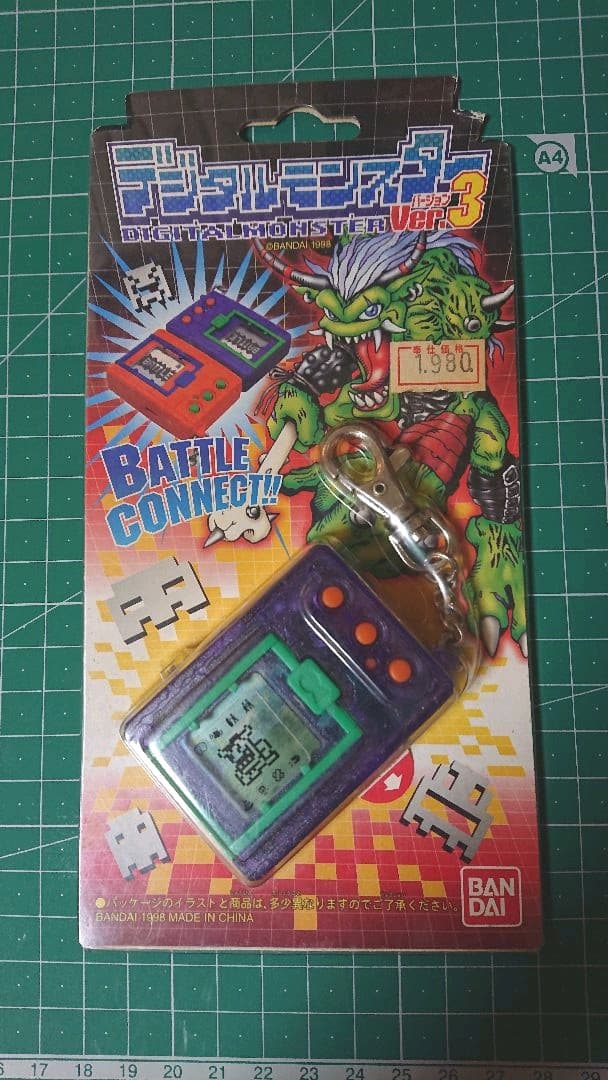 デジタルモンスター
バージョン
DIGITALMONSTER Ver.3
©BANDAI 1998
A4
奉仕価格
1.980
BATTLE
CONNECT!!
●パッケージのイラストと商品は、多少異なりますのでご了承ください。
BANDAI 1998 MADE IN CHINA
BAN
DAI
16 17 18 19 20 21 22 23 24 25 26 27 28 29